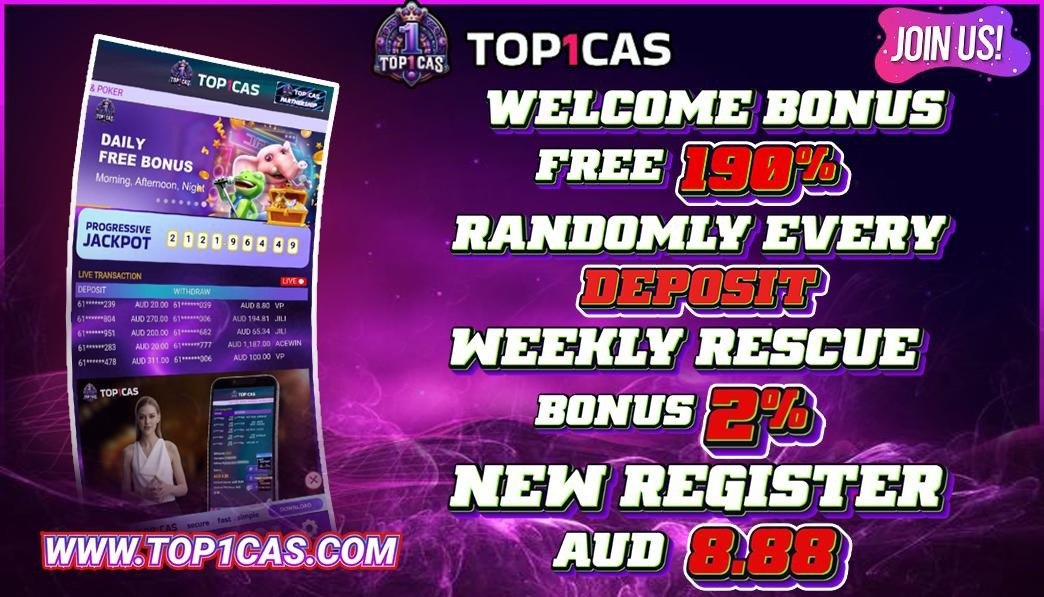 TOP1CAS
TOP1CAS
JOIN US!
WELCOME BONUS
FREE 190%
RANDOMLY EVERY
DEPOSIT
WEEKLY RESCUE
BONUS 2%
NEW REGISTER
AUD 8.88
TOP1CAS
TOP1CAS
PARTNERSHIP
& POKER
DAILY
FREE BONUS
Morning, Afternoon, Night
PROGRESSIVE
JACKPOT
2 1 2 1 9 6 4 4 9
LIVE TRANSACTION
LIVE
DEPOSIT WITHDRAW
61******239 AUD 20.00 61******039 AUD 8.80 VP
61******804 AUD 270.00 61******006 AUD 194.81 JILI
61******951 AUD 200.00 61******682 AUD 65.34 JILI
61******283 AUD 20.00 61******777 AUD 1,187.00 ACEWIN
61******478 AUD 311.00 61******306 AUD 100.00 VP
TOP1CAS
TOP1CAS
secure fast simple
DOWNLOAD
WWW.TOP1CAS.COM